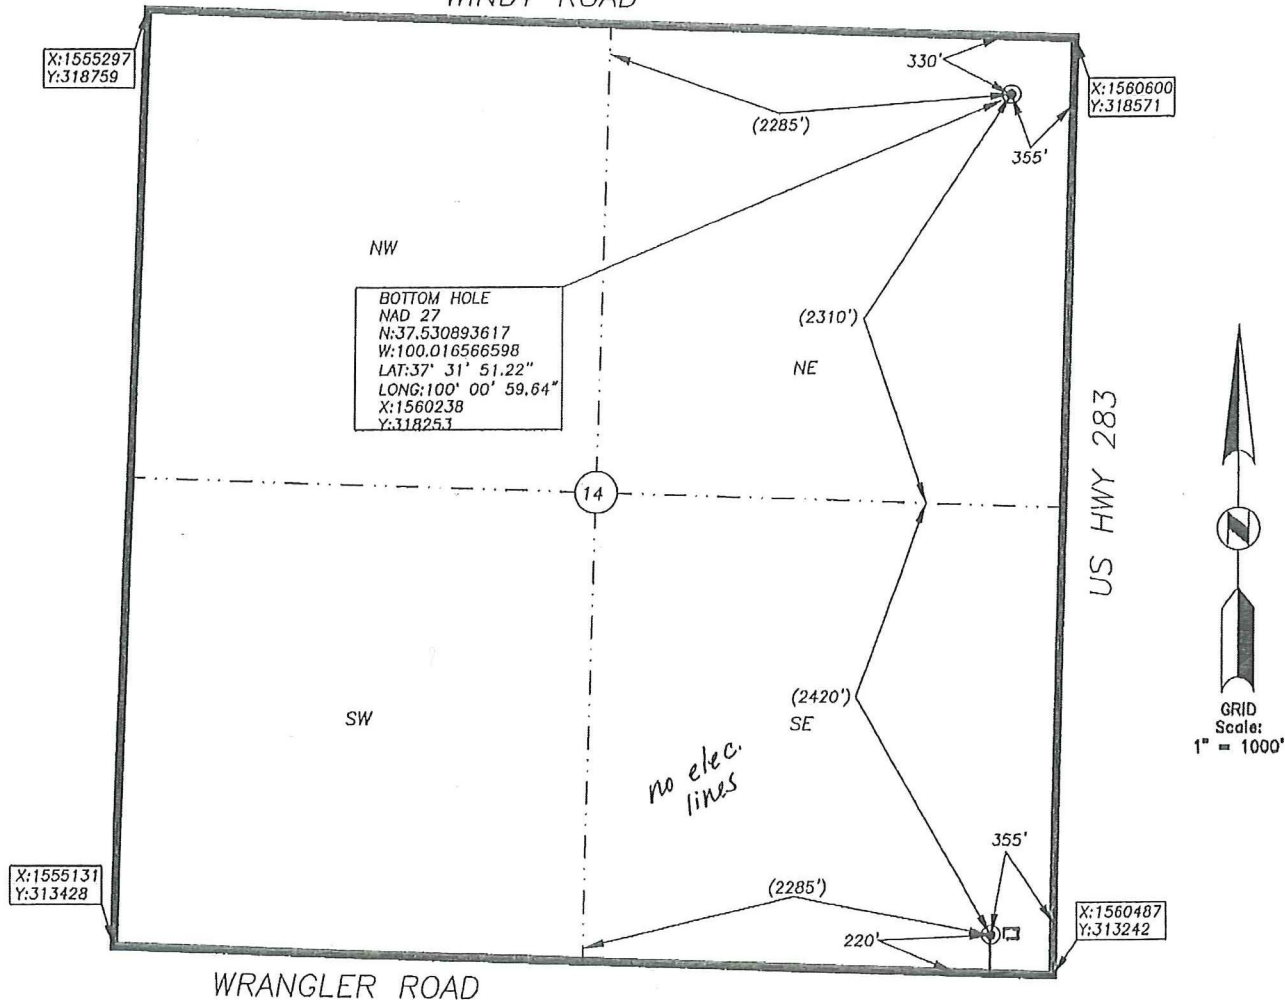 WINDY ROAD
X:1555297
Y:318759
330'
X:1560600
Y:318571
(2285')
355'
NW
BOTTOM HOLE
NAD 27
N:37.530893617
W:100.016566598
LAT:37' 31' 51.22"
LONG:100' 00' 59.64"
X:1560238
Y:318253
(2310')
NE
US HWY 283
14
N
GRID
Scale:
1" = 1000'
(2420')
SE
SW
no elec.
lines
355'
X:1555131
Y:313428
(2285')
220'
X:1560487
Y:313242
WRANGLER ROAD